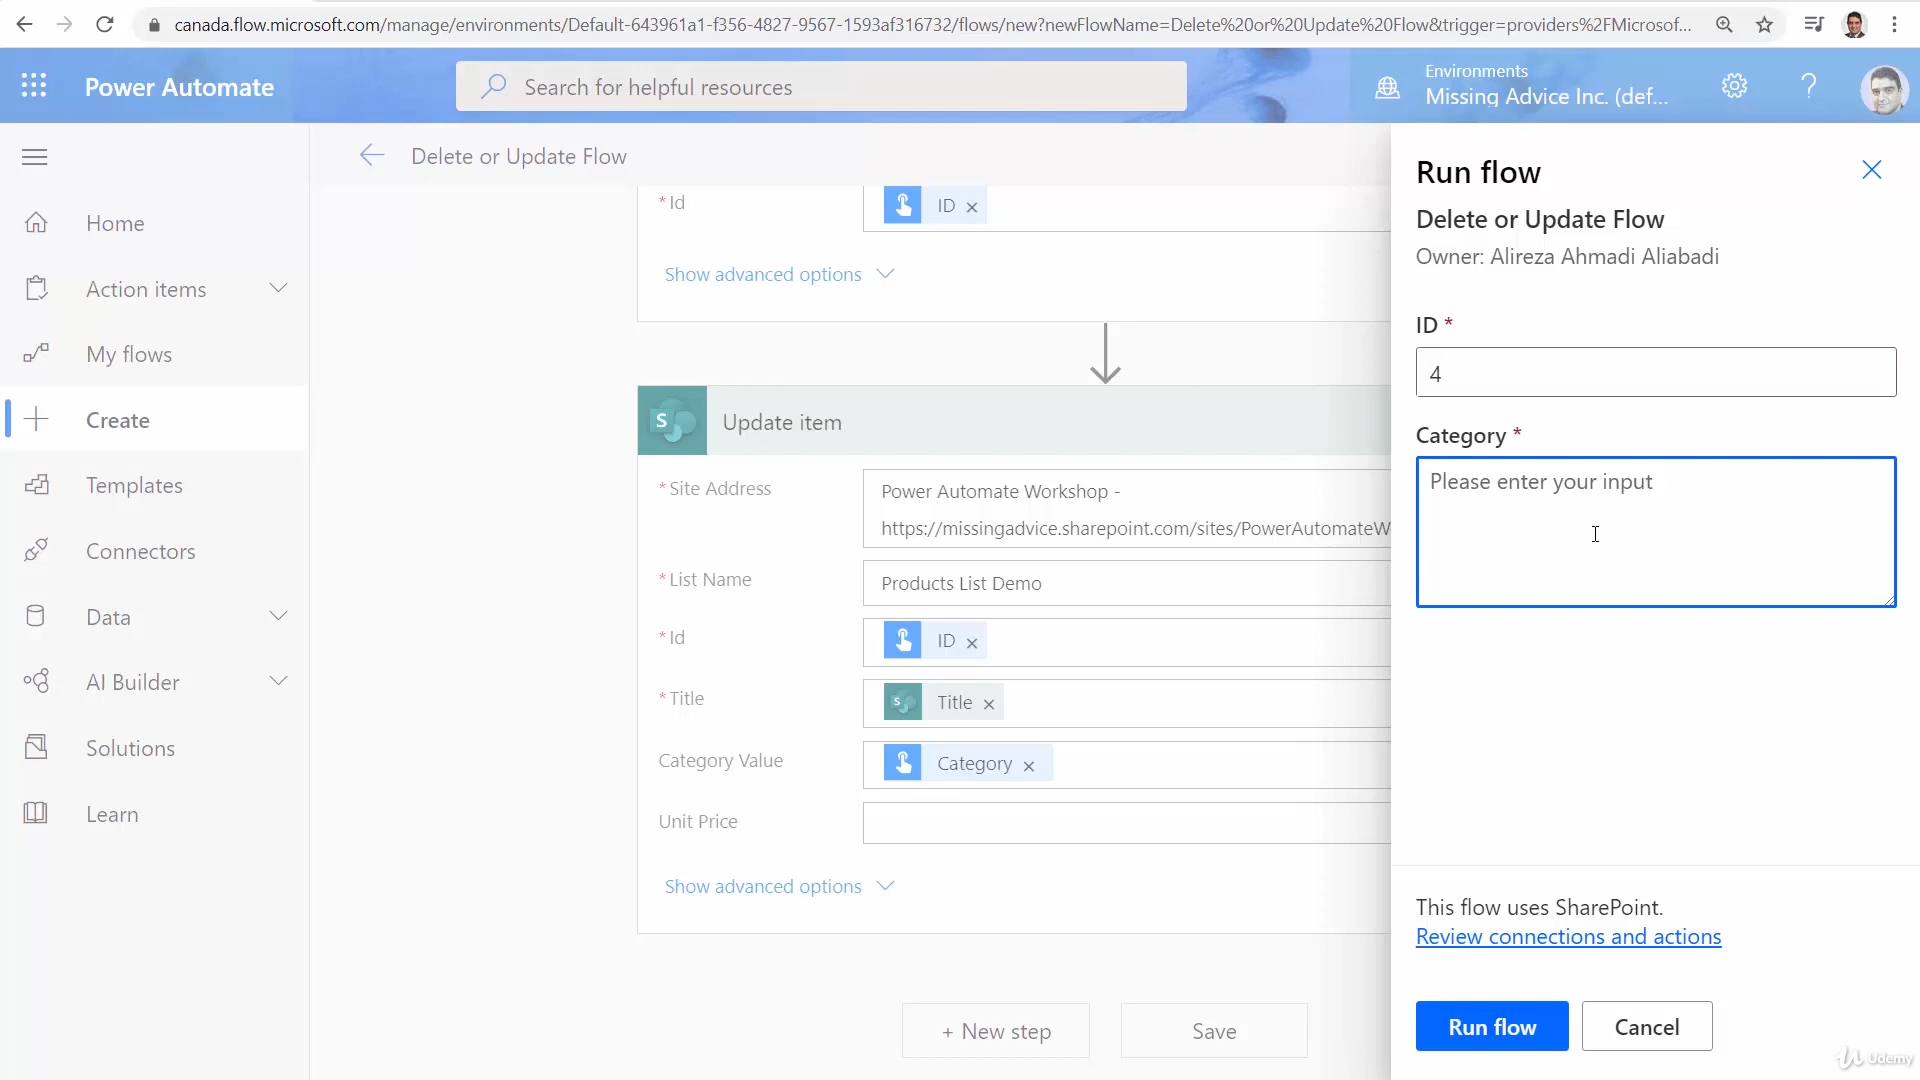 canada.flow.microsoft.com/manage/environments/Default-643961a1-f356-4827-9567-1593af316732/flows/new?newFlowName=Delete%20or%20Update%20Flow&trigger=providers%2FMicrosof...
Power Automate
Search for helpful resources
Environments
Missing Advice Inc. (def...
Home
Action items
My flows
Create
Templates
Connectors
Data
AI Builder
Solutions
Learn
Delete or Update Flow
* Id
ID ×
Show advanced options
S
Update item
* Site Address
Power Automate Workshop -
https://missingadvice.sharepoint.com/sites/PowerAutomateW
* List Name
Products List Demo
* Id
ID ×
* Title
S
Title ×
Category Value
Category ×
Unit Price
Show advanced options
+ New step
Save
Run flow
Delete or Update Flow
Owner: Alireza Ahmadi Aliabadi
ID *
4
Category *
Please enter your input
This flow uses SharePoint.
Review connections and actions
Run flow
Cancel
Udemy